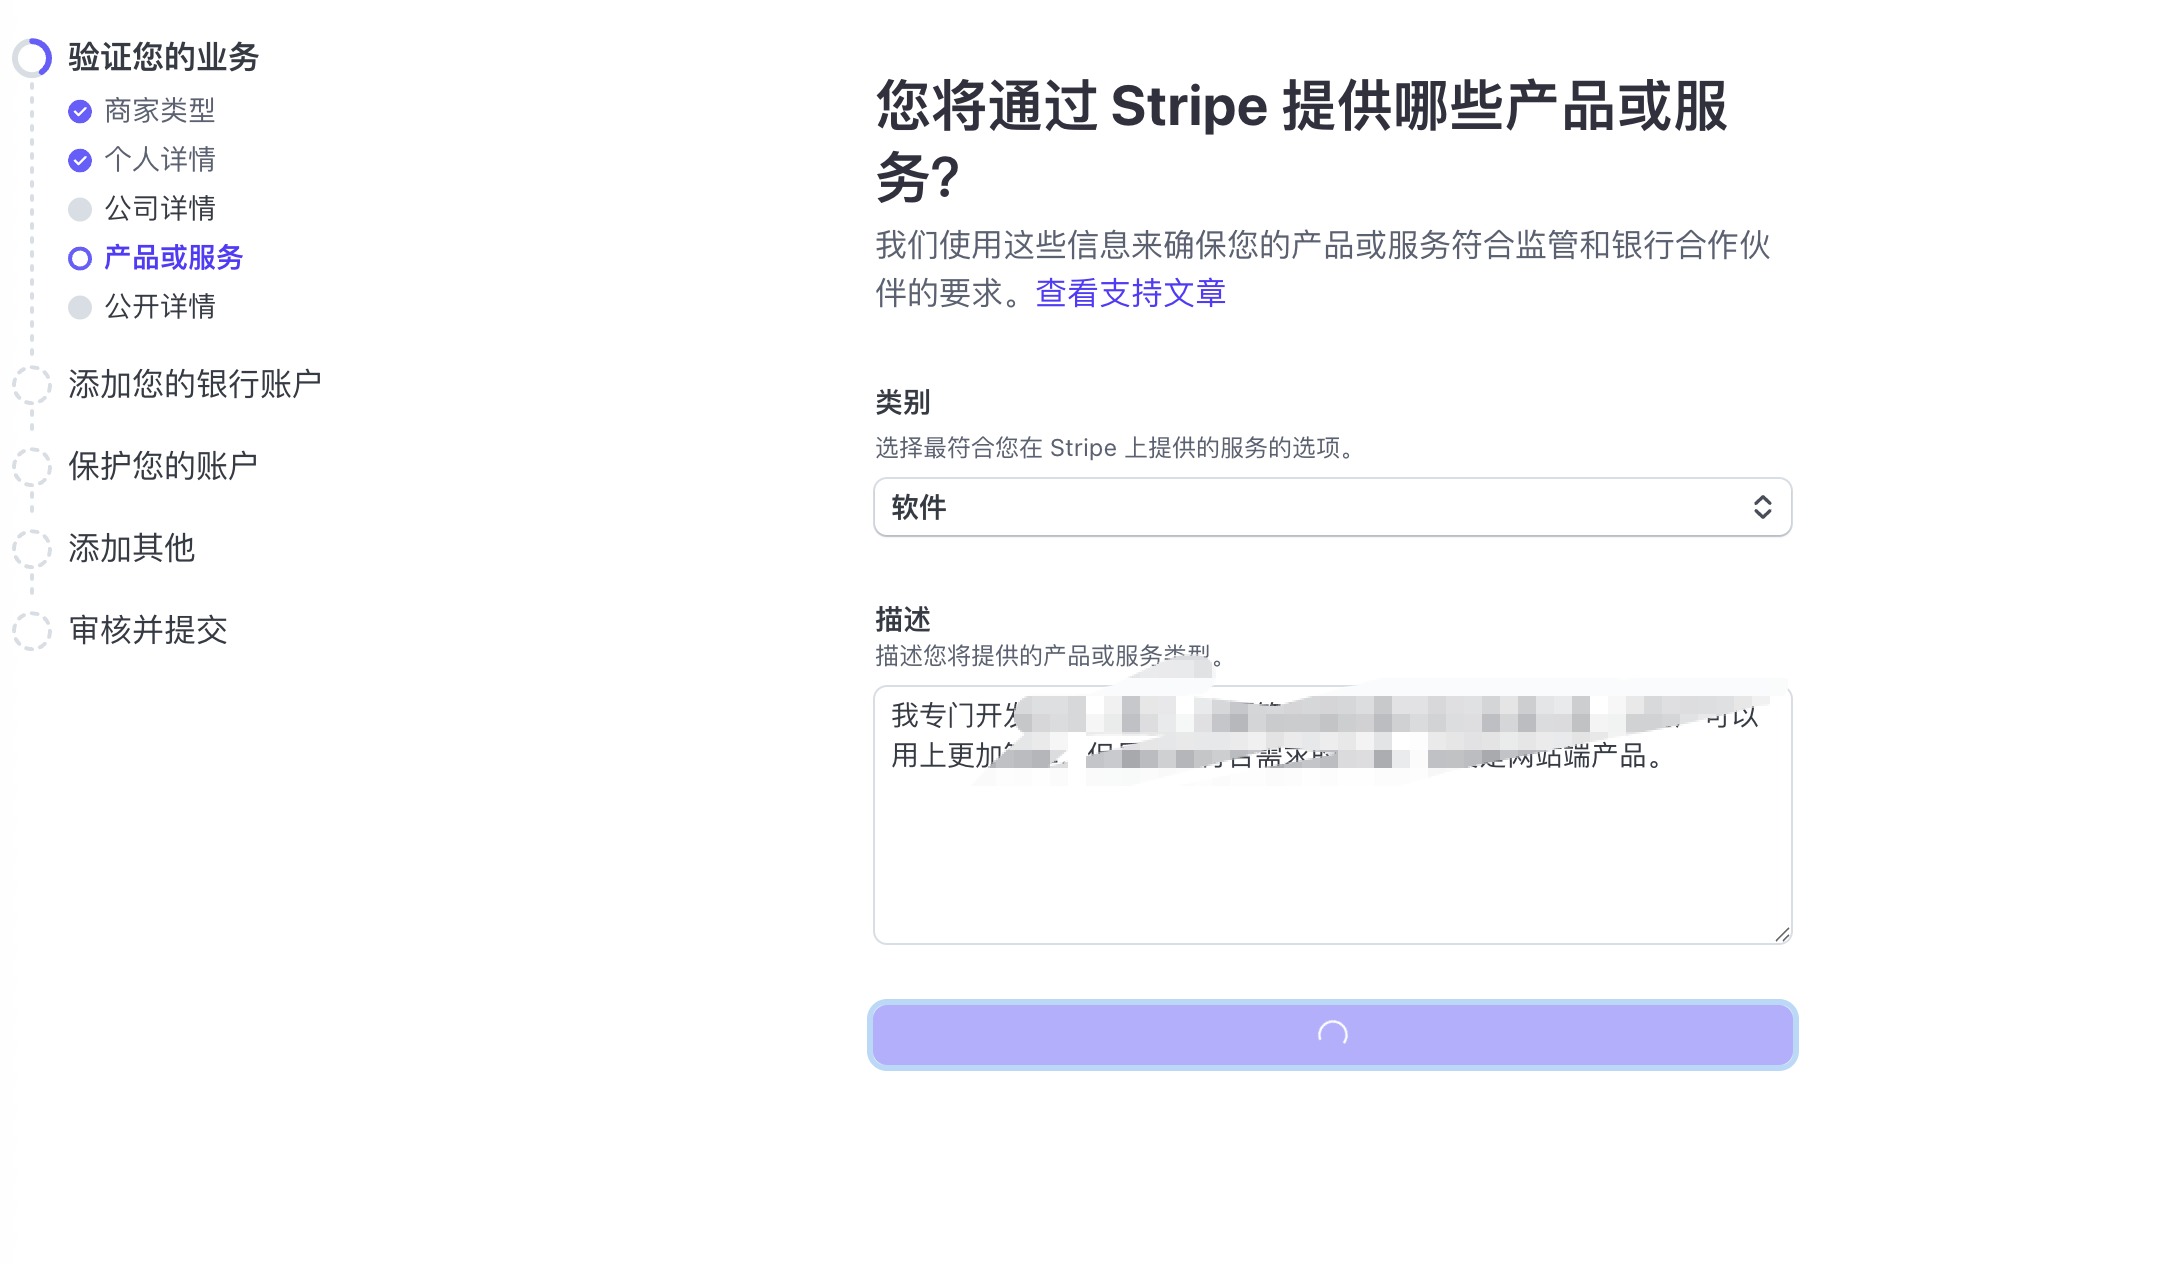 验证您的业务
商家类型
个人详情
公司详情
产品或服务
公开详情
添加您的银行账户
保护您的账户
添加其他
审核并提交
您将通过 Stripe 提供哪些产品或服
务?
我们使用这些信息来确保您的产品或服务符合监管和银行合作伙
伴的要求。查看支持文章
类别
选择最符合您在 Stripe 上提供的服务的选项。
软件
描述
描述您将提供的产品或服务类型。
我专门开发 可以
用上更加 符合需求 网站端产品。